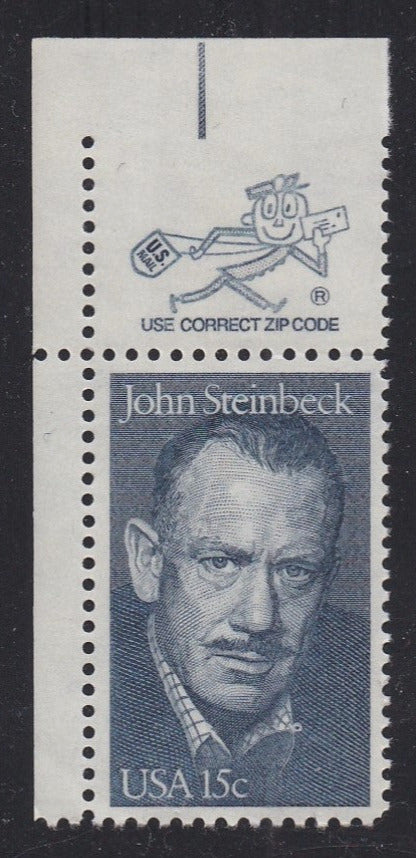 U.S.
MAIL
®
USE CORRECT ZIP CODE
John Steinbeck
USA 15c